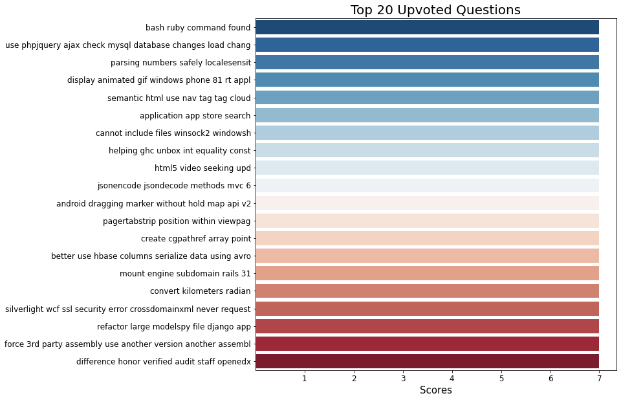 Top 20 Upvoted Questions
bash ruby command found
use phpjquery ajax check mysql database changes load chang
parsing numbers safely localesensit
display animated gif windows phone 81 rt appl
semantic html use nav tag tag cloud
application app store search
cannot include files winsock2 windowsh
helping ghc unbox int equality const
html5 video seeking upd
jsonencode jsondecode methods mvc 6
android dragging marker without hold map api v2
pagertabstrip position within viewpag
create cgpathref array point
better use hbase columns serialize data using avro
mount engine subdomain rails 31
convert kilometers radian
silverlight wcf ssl security error crossdomainxml never request
refactor large modelspy file django app
force 3rd party assembly use another version another assembl
difference honor verified audit staff openedx
1 2 3 4 5 6 7
Scores